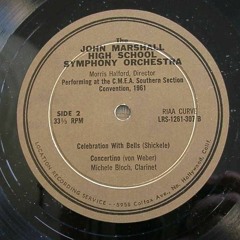 The
JOHN MARSHALL
HIGH SCHOOL
SYMPHONY ORCHESTRA
Morris Halford, Director
Performing at the C.M.E.A. Southern Section
Convention, 1961
SIDE 2
33⅓ RPM
RIAA CURVE
LRS-1261-307 B
Celebration With Bells (Shickele)
Concertino (von Weber)
Michele Bloch, Clarinet
LOCATION RECORDING SERVICE
Colfax Ave., No. Hollywood, Calif.